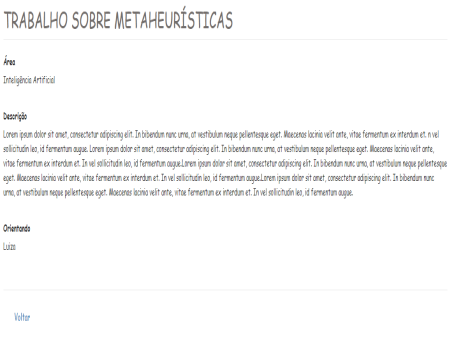 TRABALHO SOBRE METAHEURÍSTICAS
Área
Inteligência Artificial
Descrição
Lorem ipsum dolor sit amet, consectetur adipiscing elit. In bibendum nunc urna, at vestibulum neque pellentesque eget. Maecenas lacinia velit ante, vitae fermentum ex interdum et. n vel
sollicitudin leo, id fermentum augue. Lorem ipsum dolor sit amet, consectetur adipiscing elit. In bibendum nunc urna, at vestibulum neque pellentesque eget. Maecenas lacinia velit ante,
vitae fermentum ex interdum et. In vel sollicitudin leo, id fermentum augue.Lorem ipsum dolor sit amet, consectetur adipiscing elit. In bibendum nunc urna, at vestibulum neque pellentesque
eget. Maecenas lacinia velit ante, vitae fermentum ex interdum et. In vel sollicitudin leo, id fermentum augue.Lorem ipsum dolor sit amet, consectetur adipiscing elit. In bibendum nunc
urna, at vestibulum neque pellentesque eget. Maecenas lacinia velit ante, vitae fermentum ex interdum et. In vel sollicitudin leo, id fermentum augue.
Orientando
Luiza
Voltar